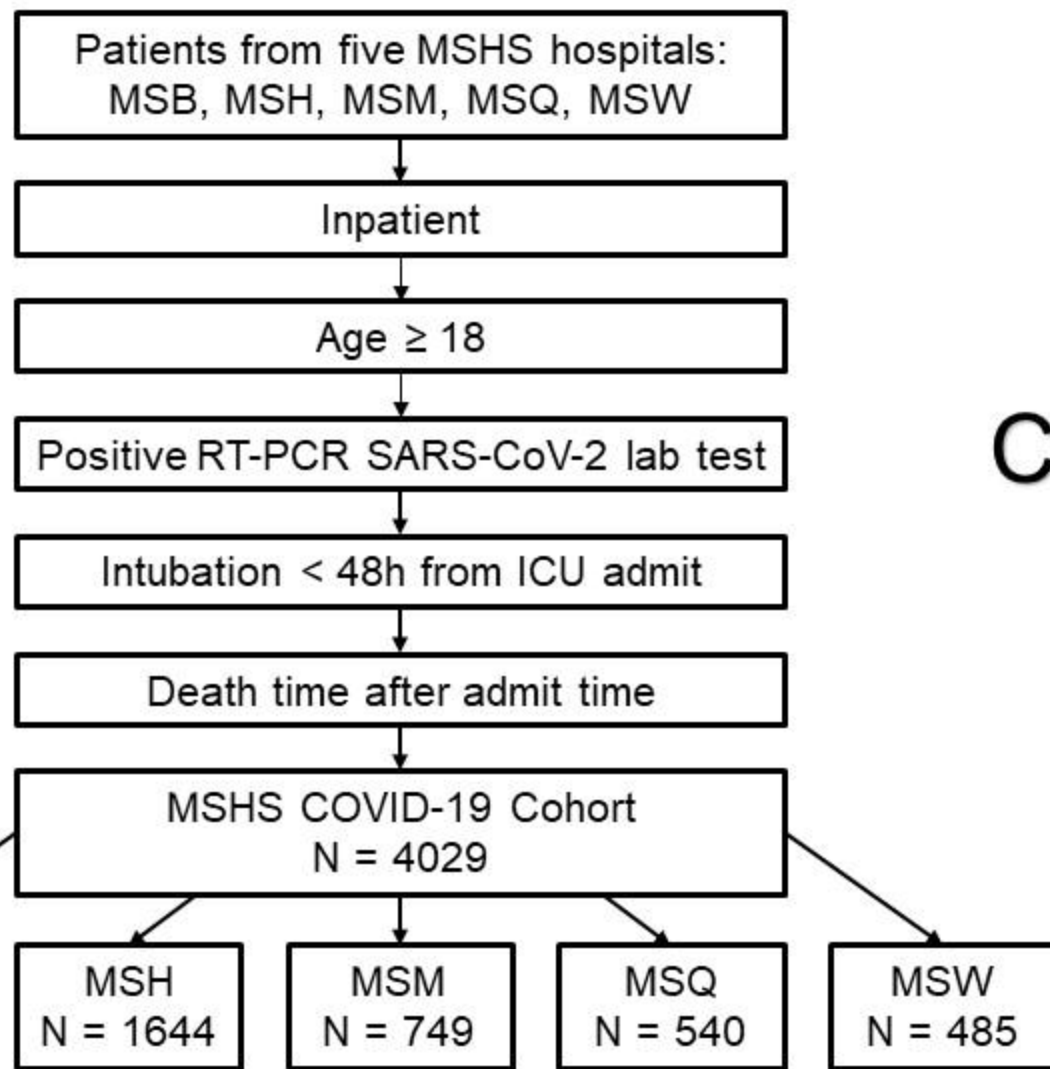 Patients from five MSHS hospitals:
MSB, MSH, MSM, MSQ, MSW
Inpatient
Age ≥ 18
Positive RT-PCR SARS-CoV-2 lab test
C
Intubation < 48h from ICU admit
Death time after admit time
MSHS COVID-19 Cohort
N = 4029
MSH
N = 1644
MSM
N = 749
MSQ
N = 540
MSW
N = 485